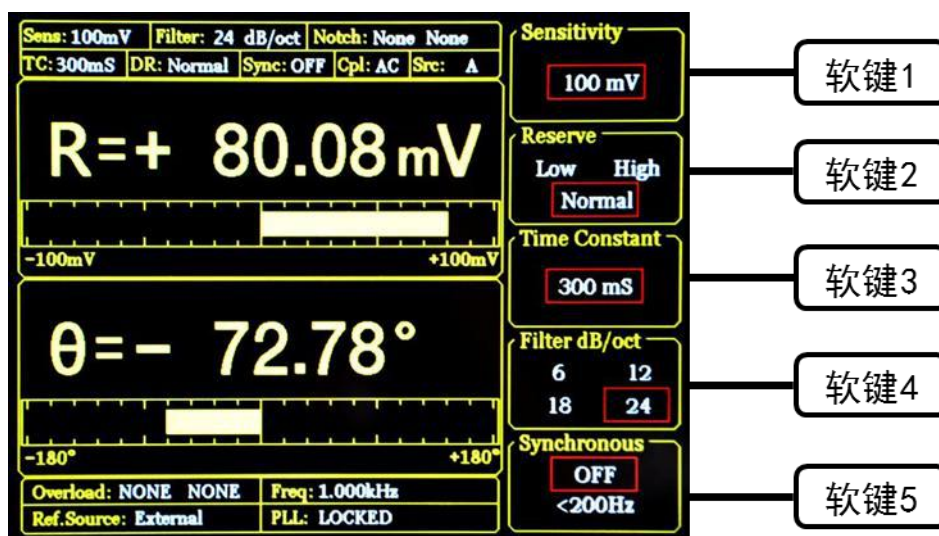 Sens: 100mV Filter: 24 dB/oct Notch: None None
TC: 300mS DR: Normal Sync: OFF Cpl: AC Src: A
R=+ 80.08 mV
-100mV +100mV
θ=- 72.78°
-180° +180°
Overload: NONE NONE Freq: 1.000kHz
Ref.Source: External PLL: LOCKED
Sensitivity
100 mV
软键1
Reserve
Low High
Normal
软键2
Time Constant
300 mS
软键3
Filter dB/oct
6 12
18 24
软键4
Synchronous
OFF
<200Hz
软键5